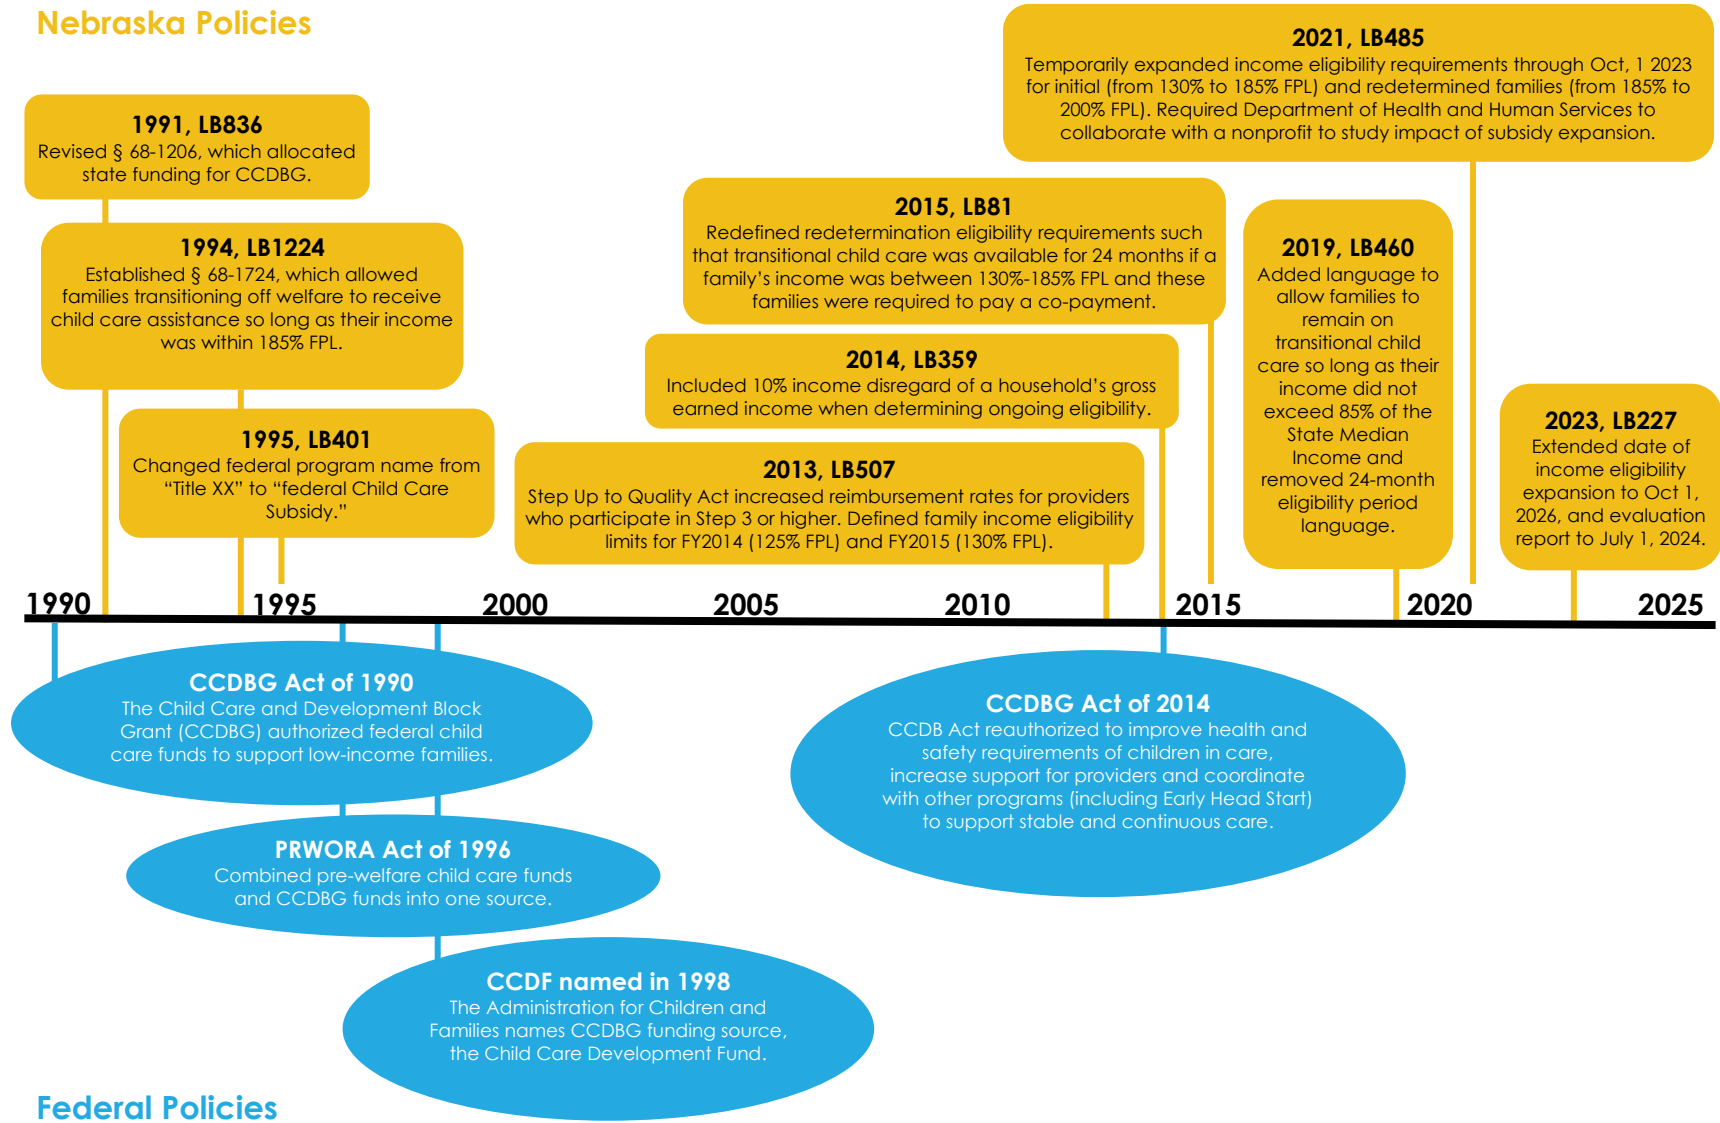 Nebraska Policies
2021, LB485
Temporarily expanded income eligibility requirements through Oct, 1 2023
for initial (from 130% to 185% FPL) and redetermined families (from 185% to
200% FPL). Required Department of Health and Human Services to
collaborate with a nonprofit to study impact of subsidy expansion.
1991, LB836
Revised § 68-1206, which allocated
state funding for CCDBG.
1994, LB1224
Established § 68-1724, which allowed
families transitioning off welfare to receive
child care assistance so long as their income
was within 185% FPL.
1995, LB401
Changed federal program name from
“Title XX” to “federal Child Care
Subsidy.”
2015, LB81
Redefined redetermination eligibility requirements such
that transitional child care was available for 24 months if a
family’s income was between 130%-185% FPL and these
families were required to pay a co-payment.
2014, LB359
Included 10% income disregard of a household’s gross
earned income when determining ongoing eligibility.
2013, LB507
Step Up to Quality Act increased reimbursement rates for providers
who participate in Step 3 or higher. Defined family income eligibility
limits for FY2014 (125% FPL) and FY2015 (130% FPL).
2019, LB460
Added language to
allow families to
remain on
transitional child
care so long as their
income did not
exceed 85% of the
State Median
Income and
removed 24-month
eligibility period
language.
2023, LB227
Extended date of
income eligibility
expansion to Oct 1,
2026, and evaluation
report to July 1, 2024.
1990 1995 2000 2005 2010 2015 2020 2025
CCDBG Act of 1990
The Child Care and Development Block
Grant (CCDBG) authorized federal child
care funds to support low-income families.
PRWORA Act of 1996
Combined pre-welfare child care funds
and CCDBG funds into one source.
CCDF named in 1998
The Administration for Children and
Families names CCDBG funding source,
the Child Care Development Fund.
CCDBG Act of 2014
CCDB Act reauthorized to improve health and
safety requirements of children in care,
increase support for providers and coordinate
with other programs (including Early Head Start)
to support stable and continuous care.
Federal Policies